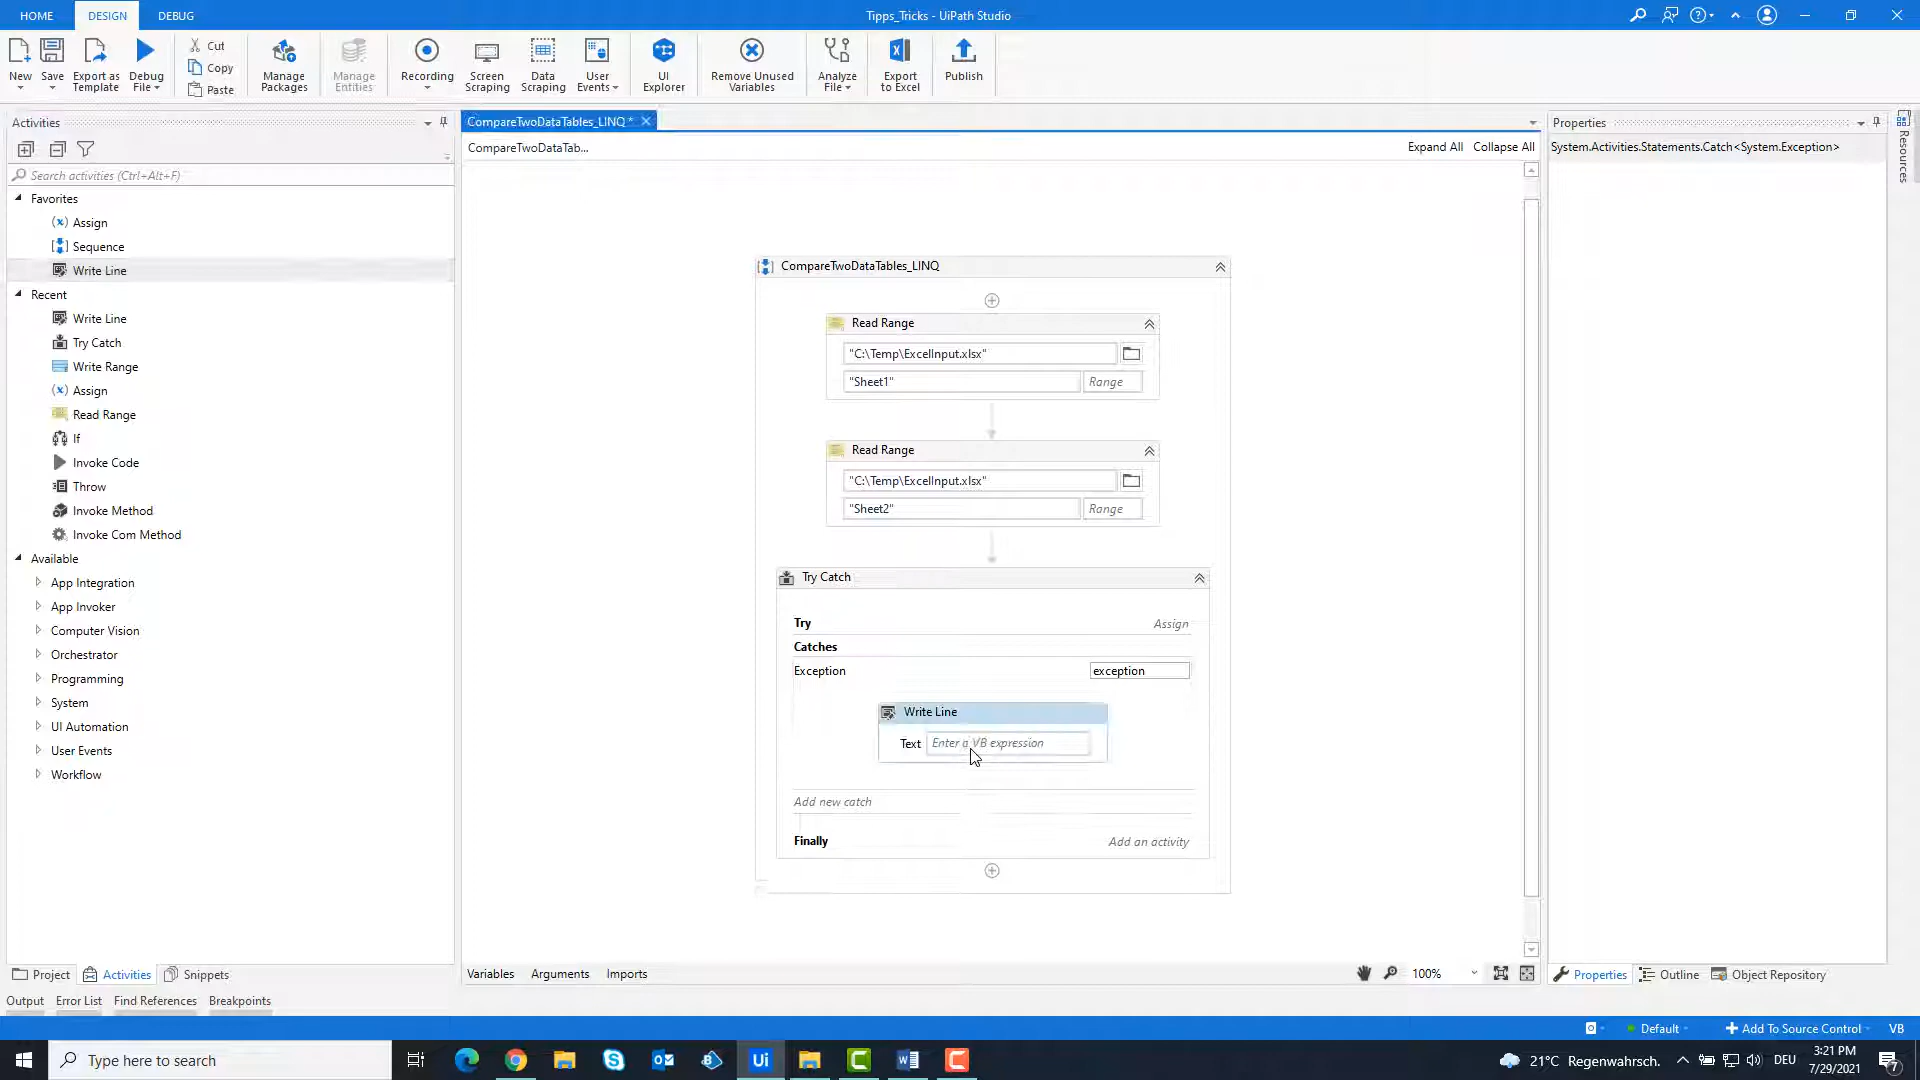 HOME DESIGN DEBUG Tipps_Tricks - UiPath Studio
New Save Export as Template Debug File Cut Copy Paste Manage Packages Manage Entities Recording Screen Scraping Data Scraping User Events UI Explorer Remove Unused Variables Analyze File Export to Excel Publish
Activities
Search activities (Ctrl+Alt+F)
Favorites
Assign
Sequence
Write Line
Recent
Write Line
Try Catch
Write Range
Assign
Read Range
If
Invoke Code
Throw
Invoke Method
Invoke Com Method
Available
App Integration
App Invoker
Computer Vision
Orchestrator
Programming
System
UI Automation
User Events
Workflow
Project Activities Snippets
CompareTwoDataTables_LINQ *
CompareTwoDataTab... Expand All Collapse All
CompareTwoDataTables_LINQ
Read Range
"C:\Temp\ExcelInput.xlsx"
"Sheet1" Range
Read Range
"C:\Temp\ExcelInput.xlsx"
"Sheet2" Range
Try Catch
Try Assign
Catches
Exception exception
Write Line
Text Enter a VB expression
Add new catch
Finally Add an activity
Variables Arguments Imports 100%
Properties
System.Activities.Statements.Catch<System.Exception>
Resources
Properties Outline Object Repository
Output Error List Find References Breakpoints
Default Add To Source Control VB
Type here to search
Ui
21°C Regenwahrsch. DEU 3:21 PM
7/29/2021
7